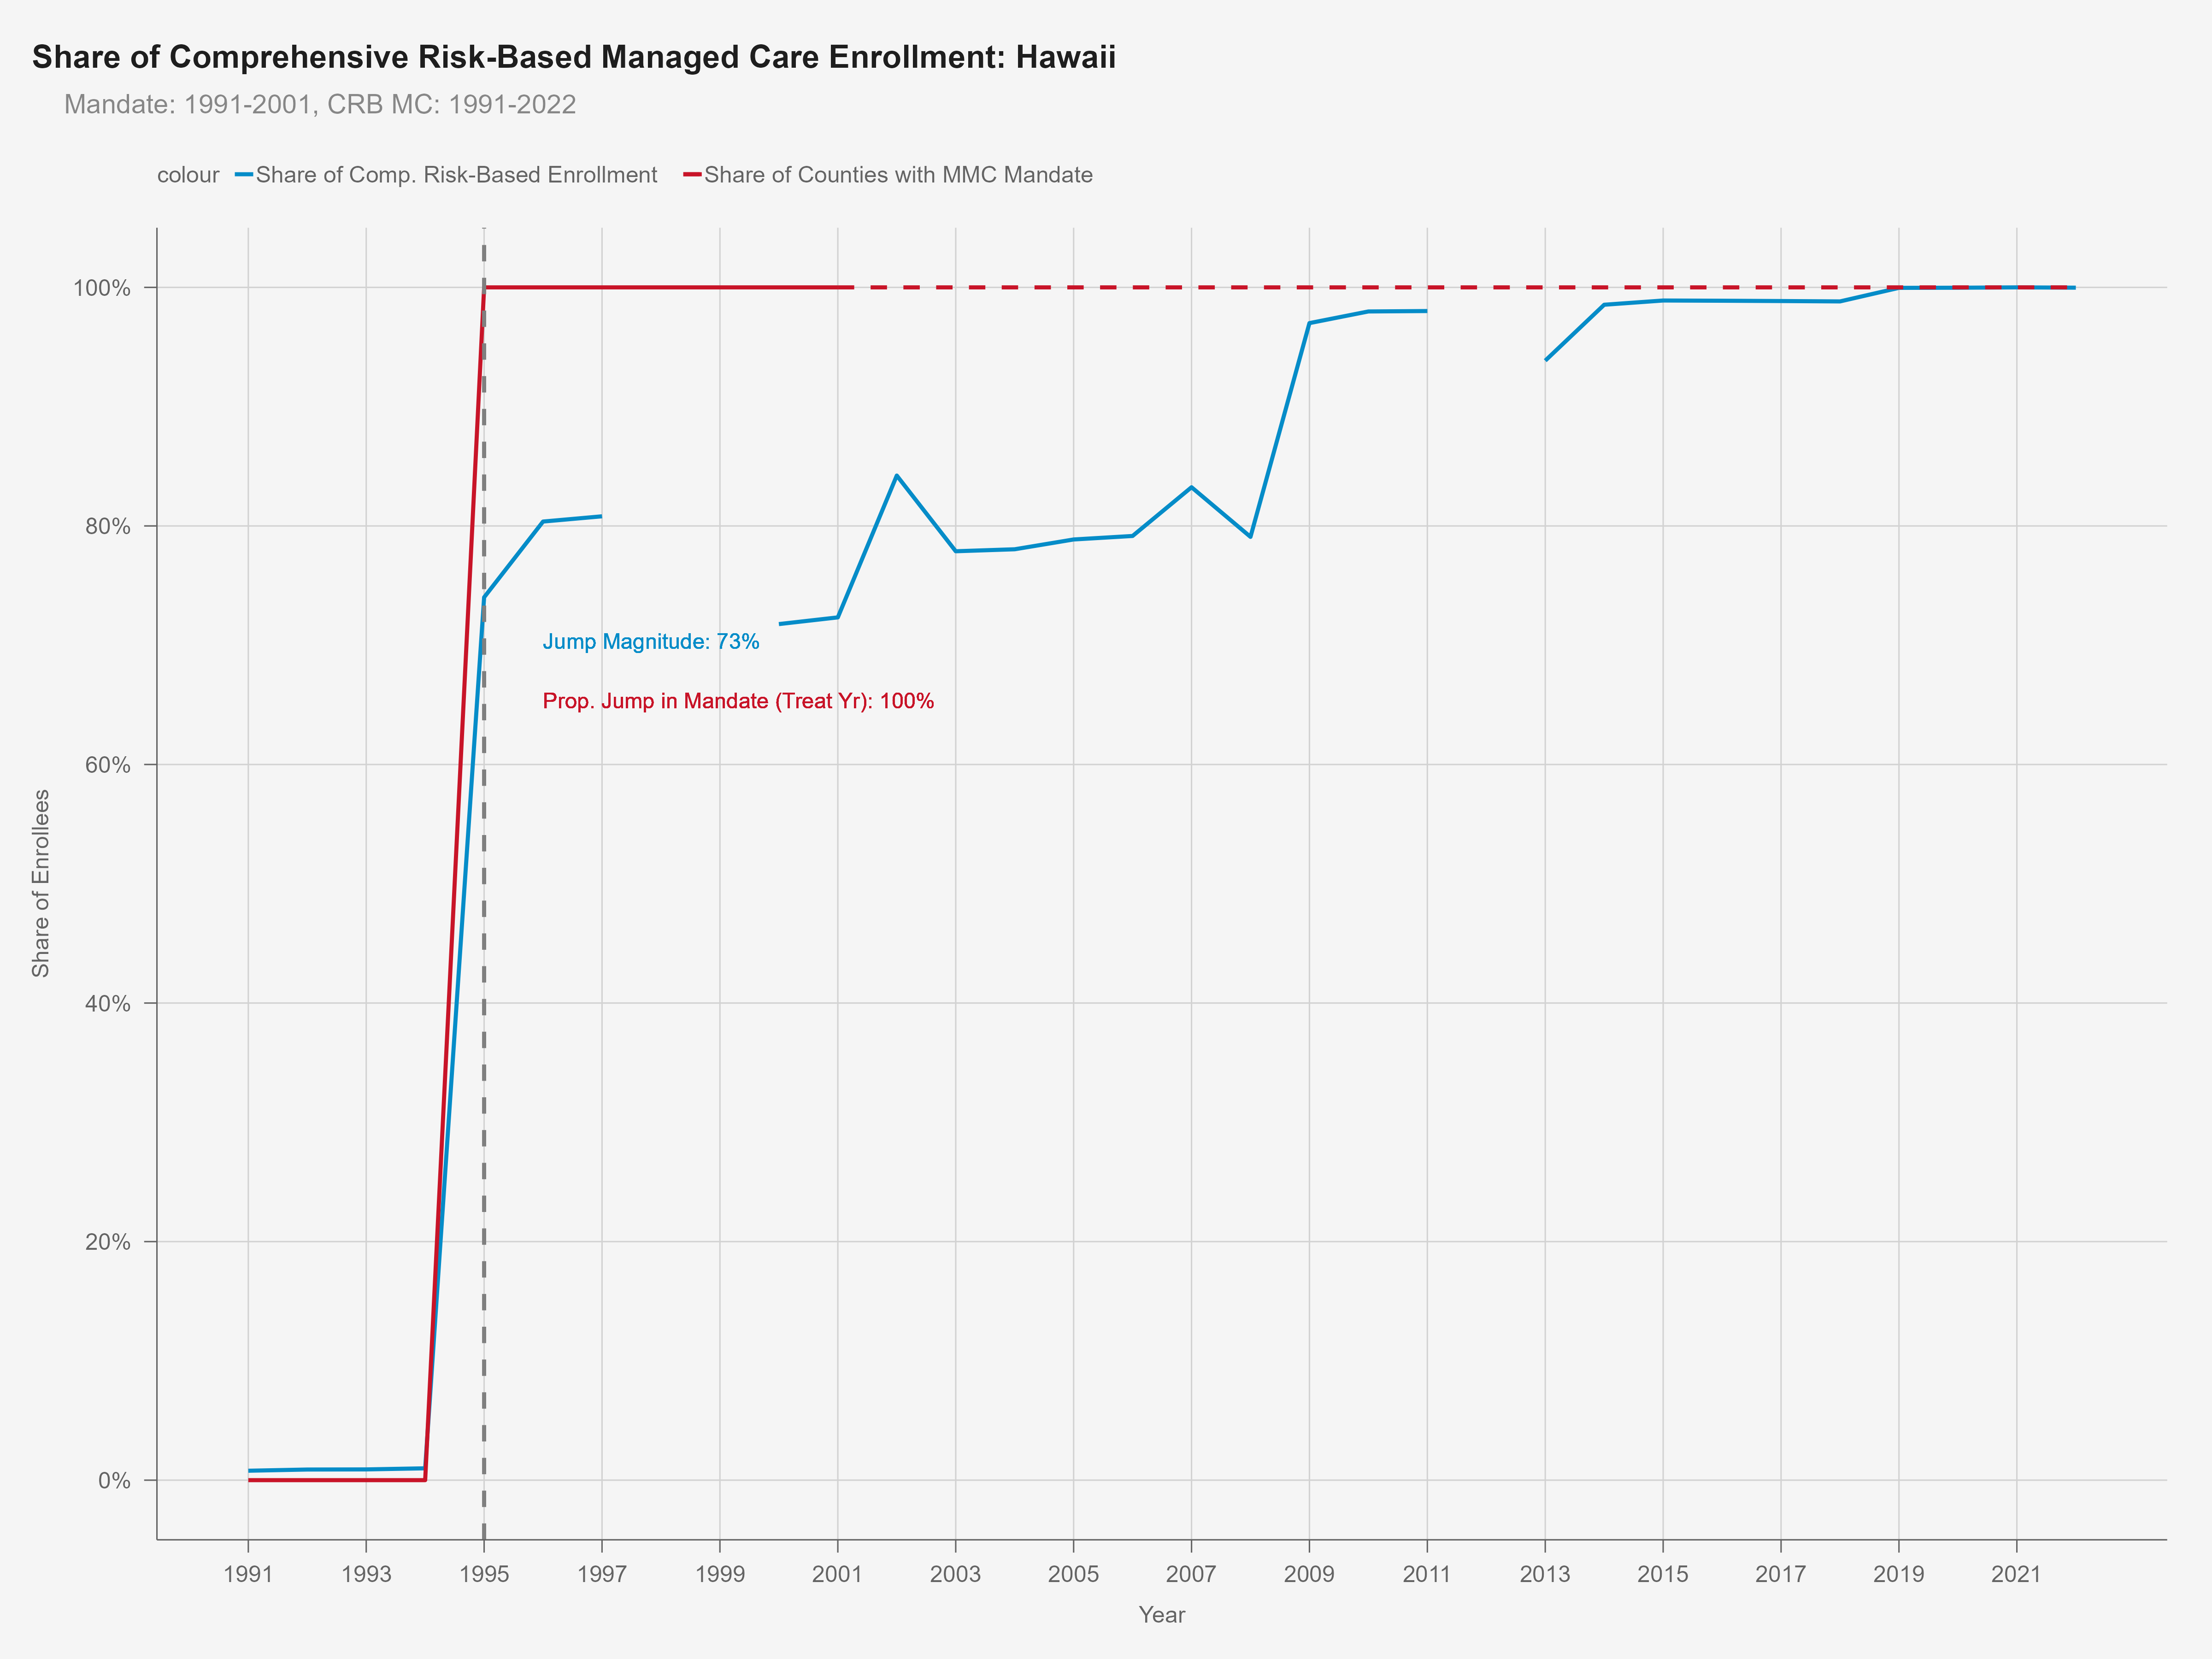 Share of Comprehensive Risk-Based Managed Care Enrollment: Hawaii
Mandate: 1991-2001, CRB MC: 1991-2022
colour Share of Comp. Risk-Based Enrollment Share of Counties with MMC Mandate
100%
80%
60%
40%
20%
0%
Share of Enrollees
Jump Magnitude: 73%
Prop. Jump in Mandate (Treat Yr): 100%
1991 1993 1995 1997 1999 2001 2003 2005 2007 2009 2011 2013 2015 2017 2019 2021
Year